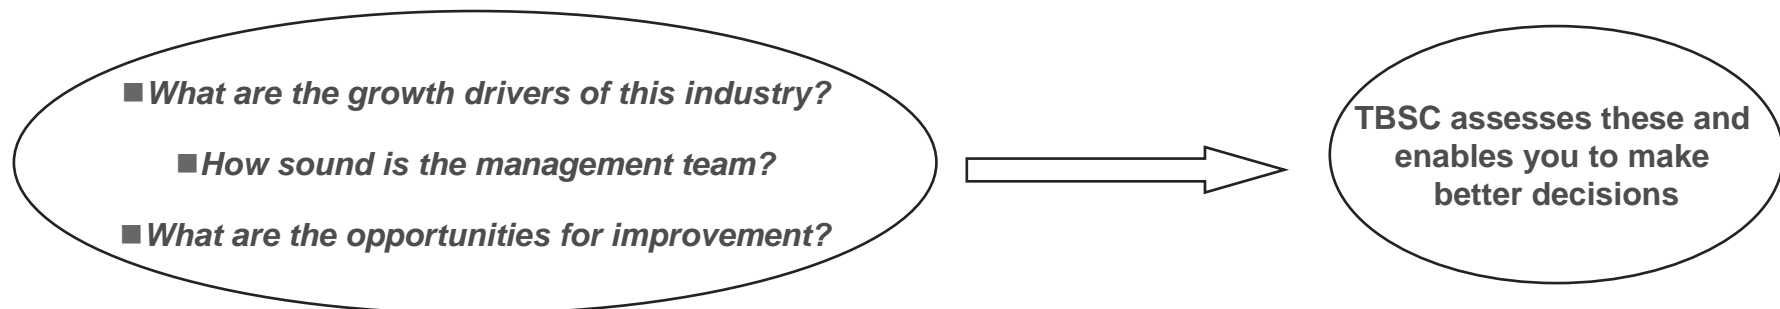 ■ What are the growth drivers of this industry?
■ How sound is the management team?
■ What are the opportunities for improvement?
TBSC assesses these and
enables you to make
better decisions